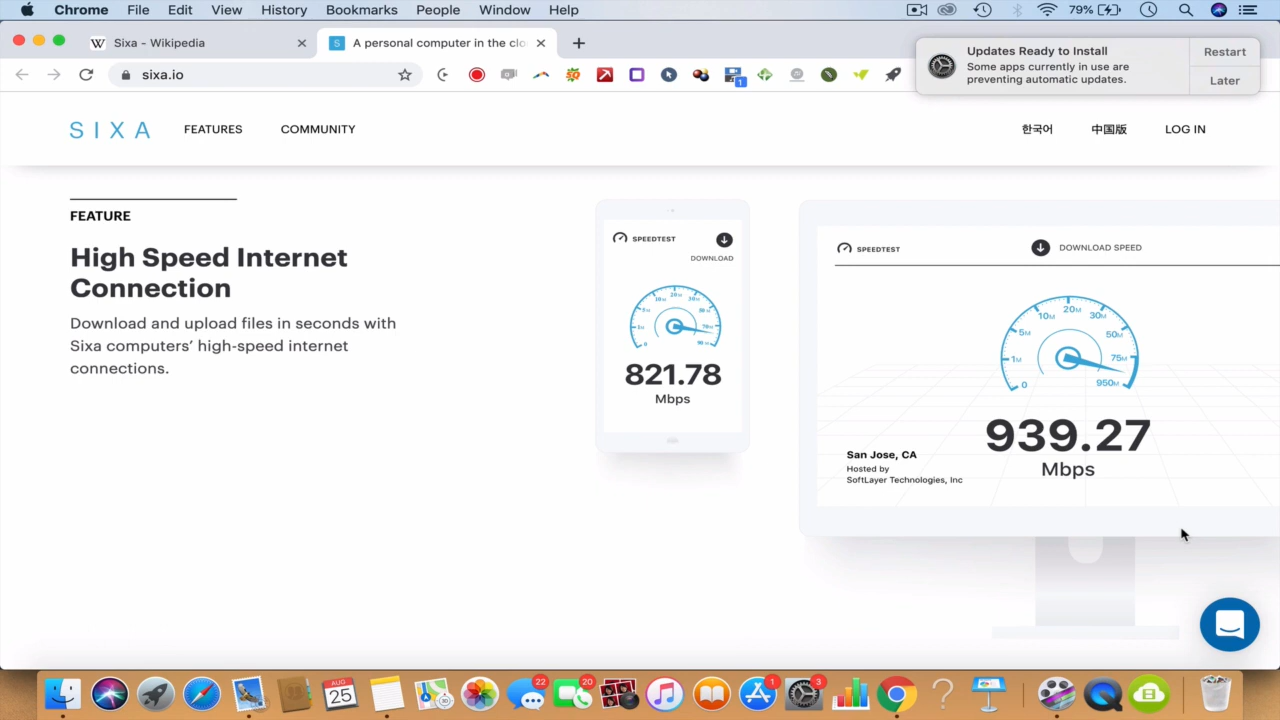 Chrome File Edit View History Bookmarks People Window Help 79%
Sixa - Wikipedia
A personal computer in the clo
sixa.io
1
Updates Ready to Install
Some apps currently in use are
preventing automatic updates.
Restart
Later
SIXA FEATURES COMMUNITY 한국어 中国版 LOG IN
FEATURE
High Speed Internet
Connection
Download and upload files in seconds with
Sixa computers' high-speed internet
connections.
SPEEDTEST
DOWNLOAD
821.78
Mbps
SPEEDTEST DOWNLOAD SPEED
0 1M 5M 10M 20M 30M 50M 75M 950M
939.27
Mbps
San Jose, CA
Hosted by
SoftLayer Technologies, Inc
AUG
25
22
20
1
3